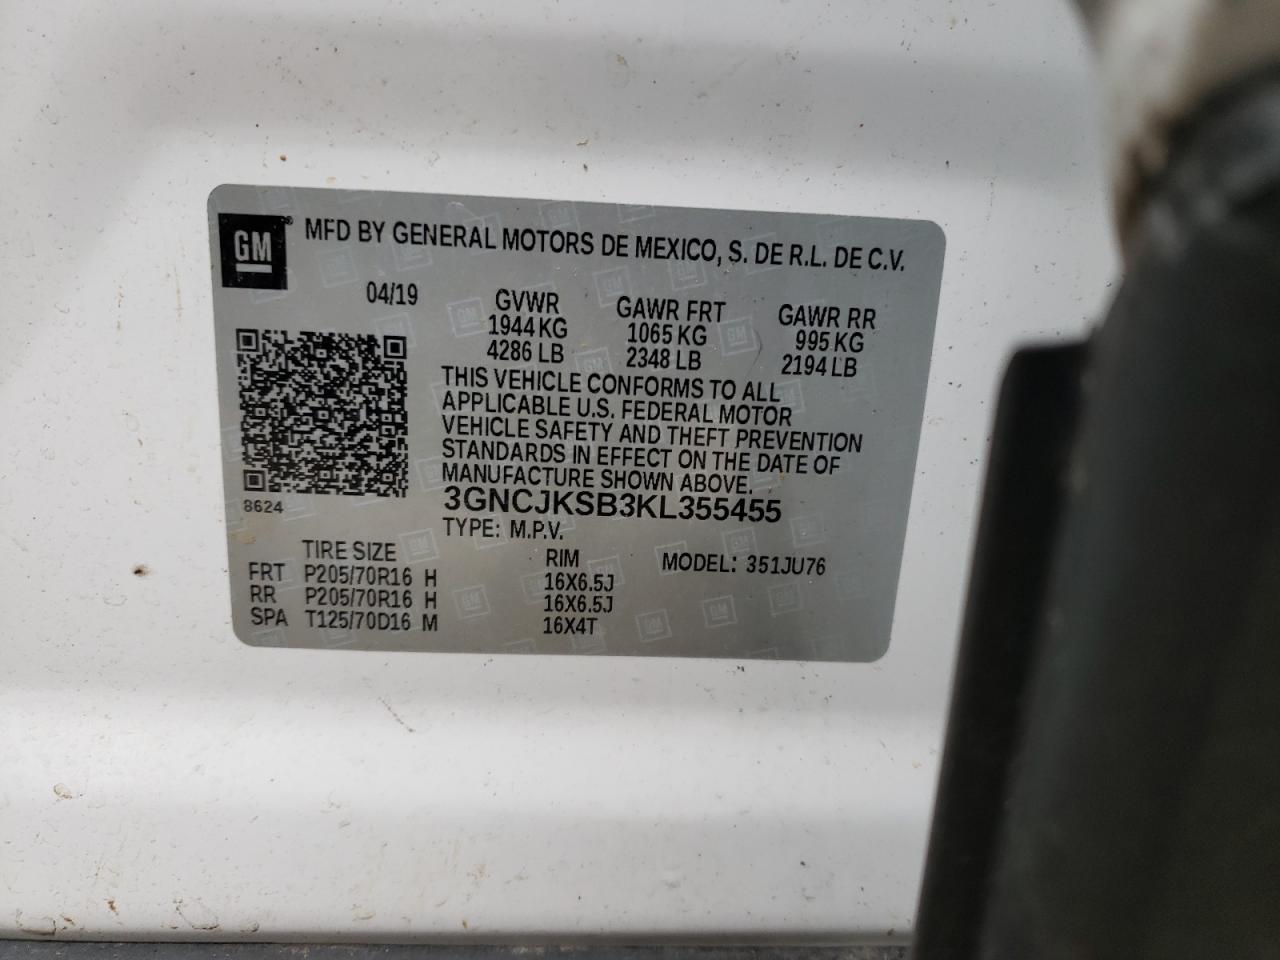 GM ® MFD BY GENERAL MOTORS DE MEXICO, S. DE R.L. DE C.V.
04/19 GVWR GAWR FRT GAWR RR
1944 KG 1065 KG 995 KG
4286 LB 2348 LB 2194 LB
THIS VEHICLE CONFORMS TO ALL
APPLICABLE U.S. FEDERAL MOTOR
VEHICLE SAFETY AND THEFT PREVENTION
STANDARDS IN EFFECT ON THE DATE OF
MANUFACTURE SHOWN ABOVE.
8624 3GNCJKSB3KL355455
TYPE: M.P.V.
TIRE SIZE RIM MODEL: 351JU76
FRT P205/70R16 H 16X6.5J
RR P205/70R16 H 16X6.5J
SPA T125/70D16 M 16X4T